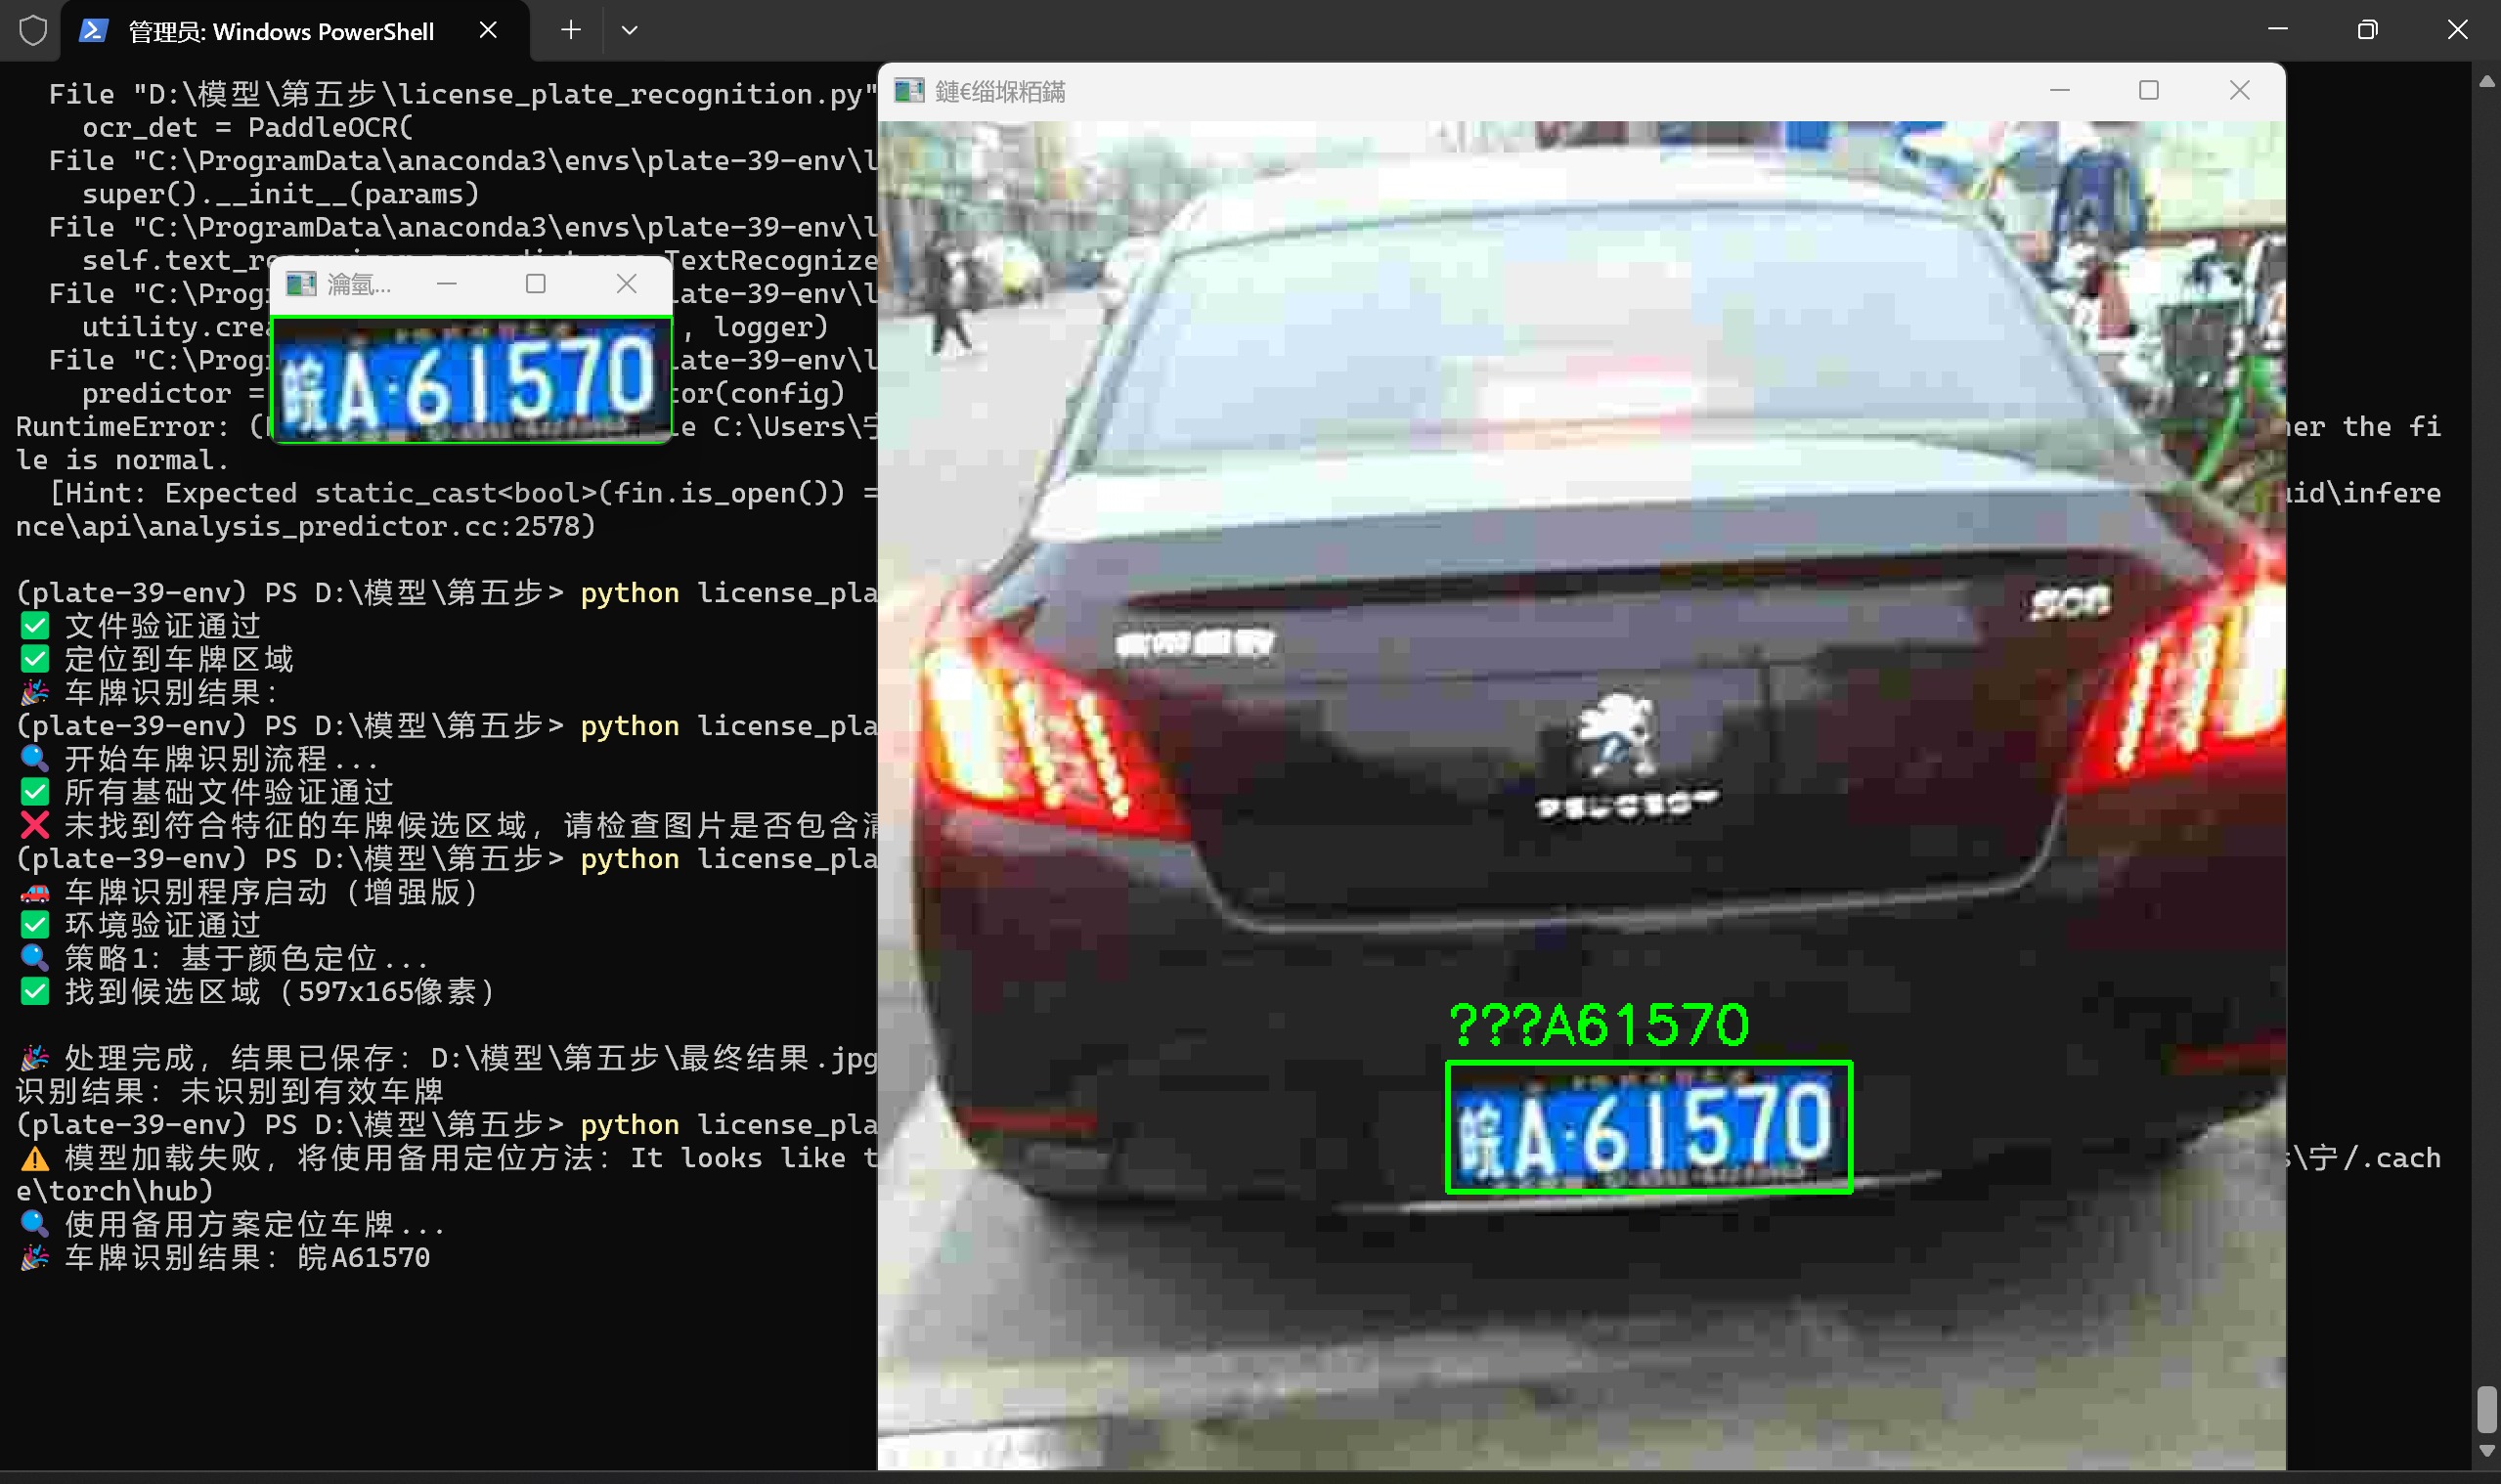 管理员: Windows PowerShell
File "D:\模型\第五步\license_plate_recognition.py"
ocr_det = PaddleOCR(
File "C:\ProgramData\anaconda3\envs\plate-39-env\l
super().__init__(params)
File "C:\ProgramData\anaconda3\envs\plate-39-env\l
self.text_re TextRecognize
File "C:\Prog late-39-env\l
utility.crea , logger)
File "C:\Prog late-39-env\l
predictor = tor(config)
RuntimeError: ( e C:\Users\宁 her the fi
le is normal.
[Hint: Expected static_cast<bool>(fin.is_open()) = uid\infere
nce\api\analysis_predictor.cc:2578)
(plate-39-env) PS D:\模型\第五步> python license_pla
✅ 文件验证通过
✅ 定位到车牌区域
🎉 车牌识别结果:
(plate-39-env) PS D:\模型\第五步> python license_pla
🔍 开始车牌识别流程...
✅ 所有基础文件验证通过
❌ 未找到符合特征的车牌候选区域，请检查图片是否包含清
(plate-39-env) PS D:\模型\第五步> python license_pla
🚗 车牌识别程序启动（增强版）
✅ 环境验证通过
🔍 策略1: 基于颜色定位...
✅ 找到候选区域（597x165像素）
🎉 处理完成，结果已保存: D:\模型\第五步\最终结果.jpg
识别结果: 未识别到有效车牌
(plate-39-env) PS D:\模型\第五步> python license_pla
⚠️ 模型加载失败，将使用备用定位方法: It looks like t s\宁/.cach
e\torch\hub)
🔍 使用备用方案定位车牌...
🎉 车牌识别结果: 皖A61570
瀹氫...
皖A·61570
鏈€缁堢粨鏋
PEUGEOT
???A61570
皖A·61570